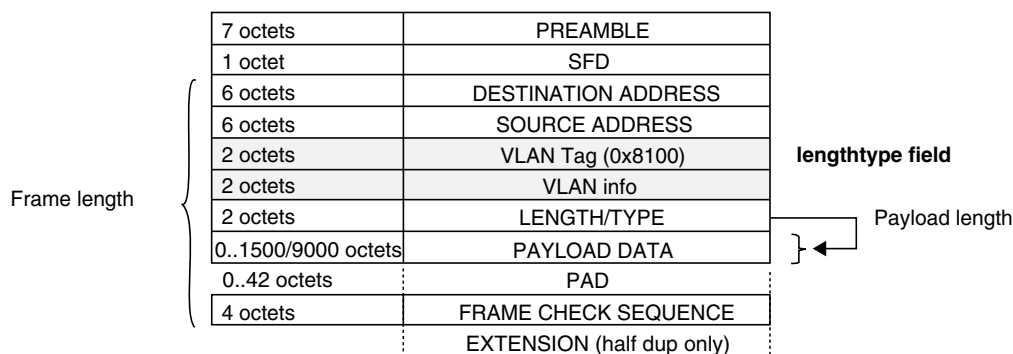 7 octets PREAMBLE
1 octet SFD
6 octets DESTINATION ADDRESS
6 octets SOURCE ADDRESS
2 octets VLAN Tag (0x8100) lengthtype field
2 octets VLAN info
Frame length
2 octets LENGTH/TYPE Payload length
0..1500/9000 octets PAYLOAD DATA
0..42 octets PAD
4 octets FRAME CHECK SEQUENCE
EXTENSION (half dup only)